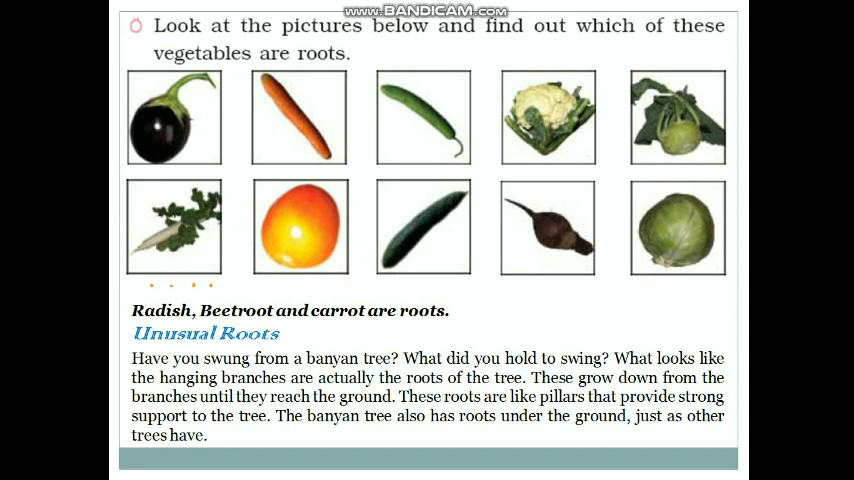 www.BANDICAM.com
Look at the pictures below and find out which of these
vegetables are roots.
Radish, Beetroot and carrot are roots.
Unusual Roots
Have you swung from a banyan tree? What did you hold to swing? What looks like
the hanging branches are actually the roots of the tree. These grow down from the
branches until they reach the ground. These roots are like pillars that provide strong
support to the tree. The banyan tree also has roots under the ground, just as other
trees have.